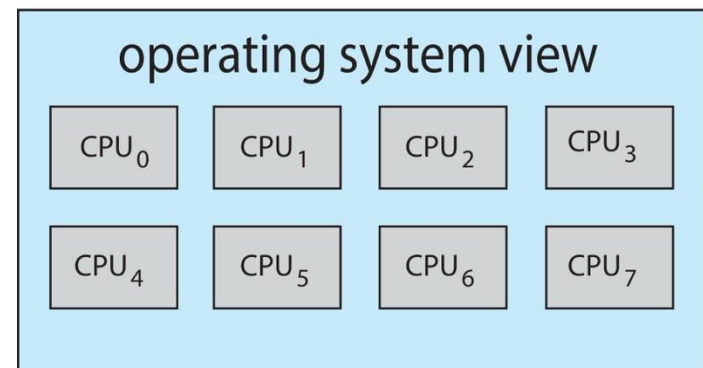 operating system view
CPU₀ CPU₁ CPU₂ CPU₃
CPU₄ CPU₅ CPU₆ CPU₇